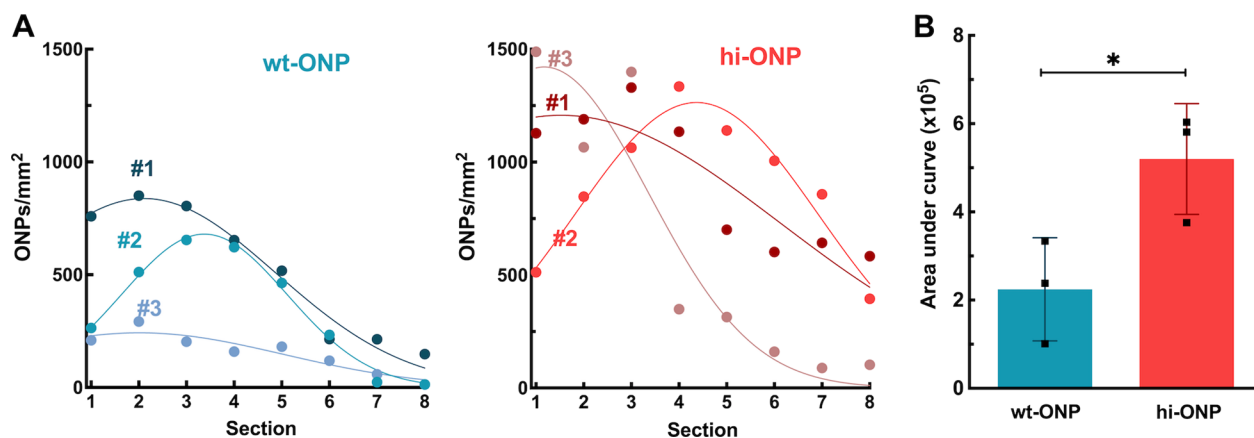 A
wt-ONP
ONPs/mm²
1500
1000
500
0
#1
#2
#3
1 2 3 4 5 6 7 8
Section
hi-ONP
ONPs/mm²
1500
1000
500
0
#3
#1
#2
1 2 3 4 5 6 7 8
Section
B
Area under curve (x10⁵)
8
6
4
2
0
*
wt-ONP hi-ONP